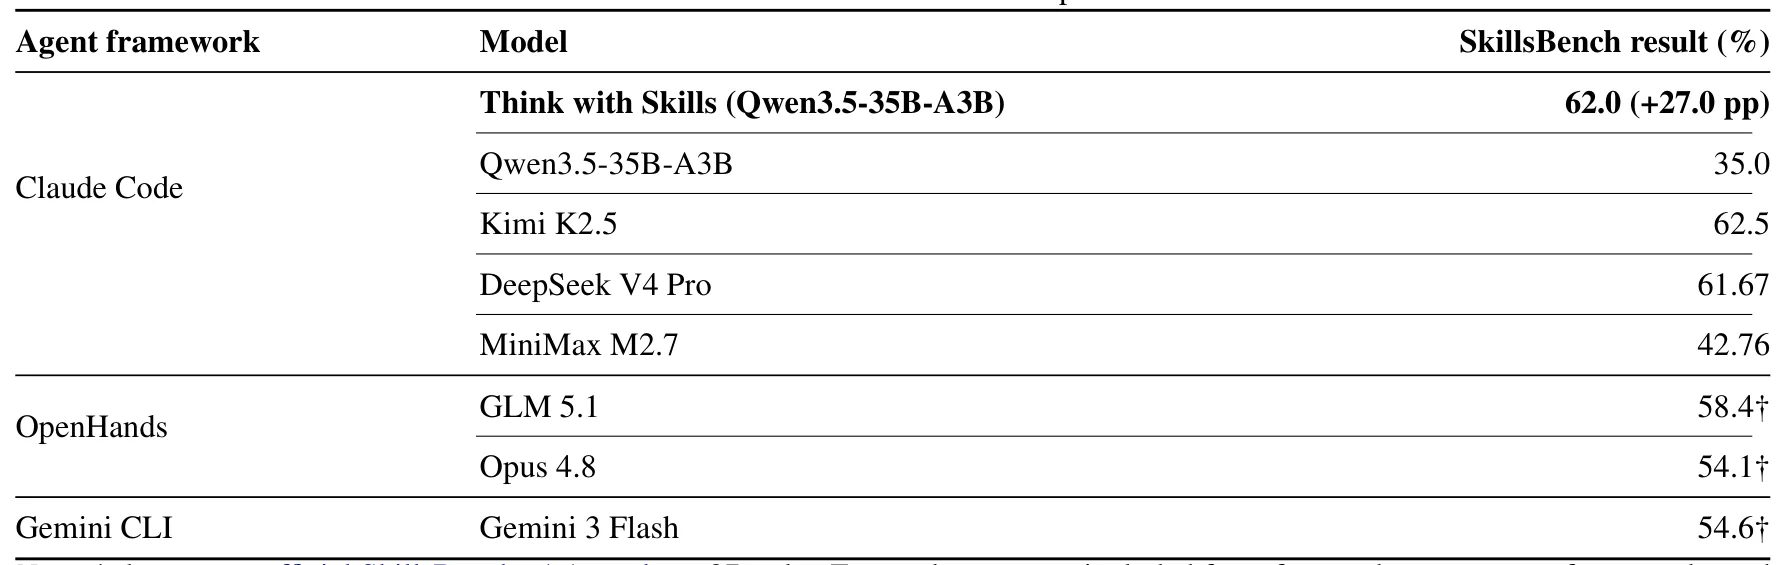 Agent framework Model SkillsBench result (%)
Think with Skills (Qwen3.5-35B-A3B) 62.0 (+27.0 pp)
Qwen3.5-35B-A3B 35.0
Claude Code
Kimi K2.5 62.5
DeepSeek V4 Pro 61.67
MiniMax M2.7 42.76
GLM 5.1 58.4†
OpenHands
Opus 4.8 54.1†
Gemini CLI Gemini 3 Flash 54.6†